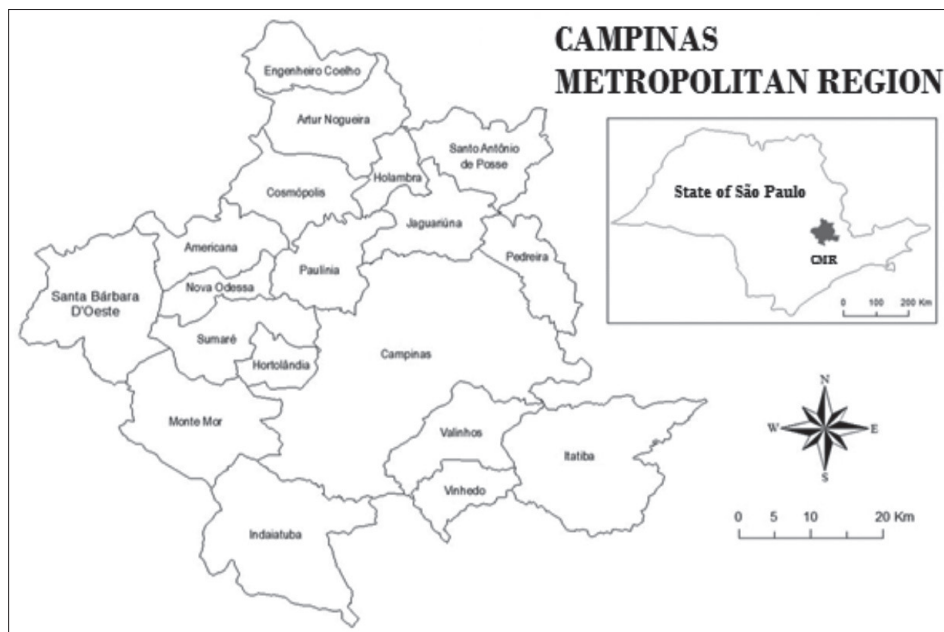 CAMPINAS
METROPOLITAN REGION
Engenheiro Coelho
Artur Nogueira
Santo Antônio
de Posse
Holambra
Cosmópolis
Jaguariúna
Americana
Paulínia
Pedreira
Nova Odessa
Santa Bárbara
D'Oeste
Sumaré
Hortolândia
Campinas
Monte Mor
Valinhos
Itatiba
Vinhedo
Indaiatuba
State of São Paulo
CMR
0 100 200 Km
N
W E
S
0 5 10 20 Km